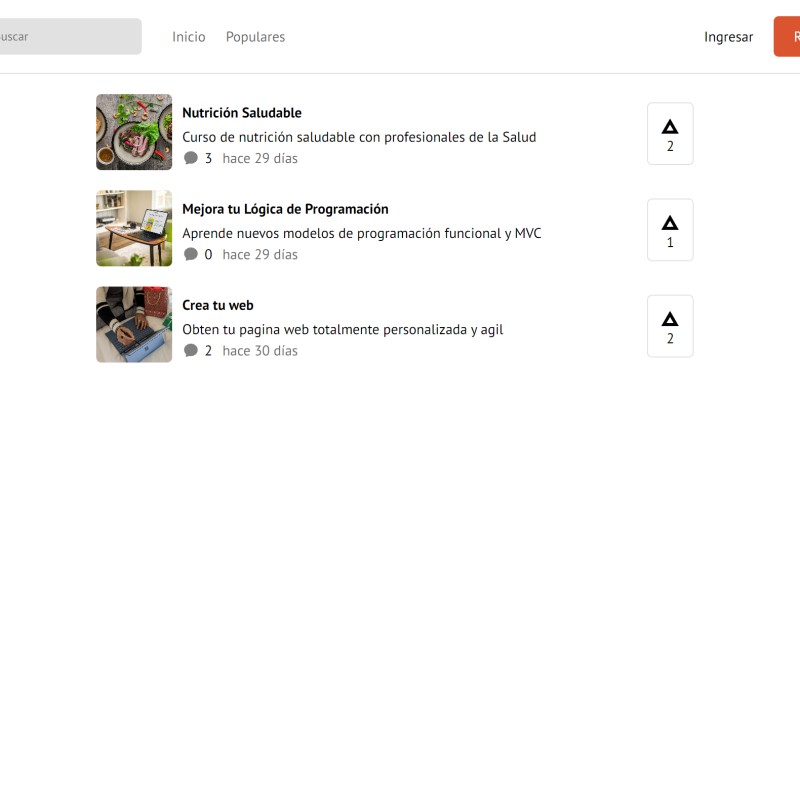 uscar
Inicio
Populares
Ingresar
R
Nutrición Saludable
Curso de nutrición saludable con profesionales de la Salud
3 hace 29 días
2
Mejora tu Lógica de Programación
Aprende nuevos modelos de programación funcional y MVC
0 hace 29 días
1
Crea tu web
Obten tu pagina web totalmente personalizada y agil
2 hace 30 días
2